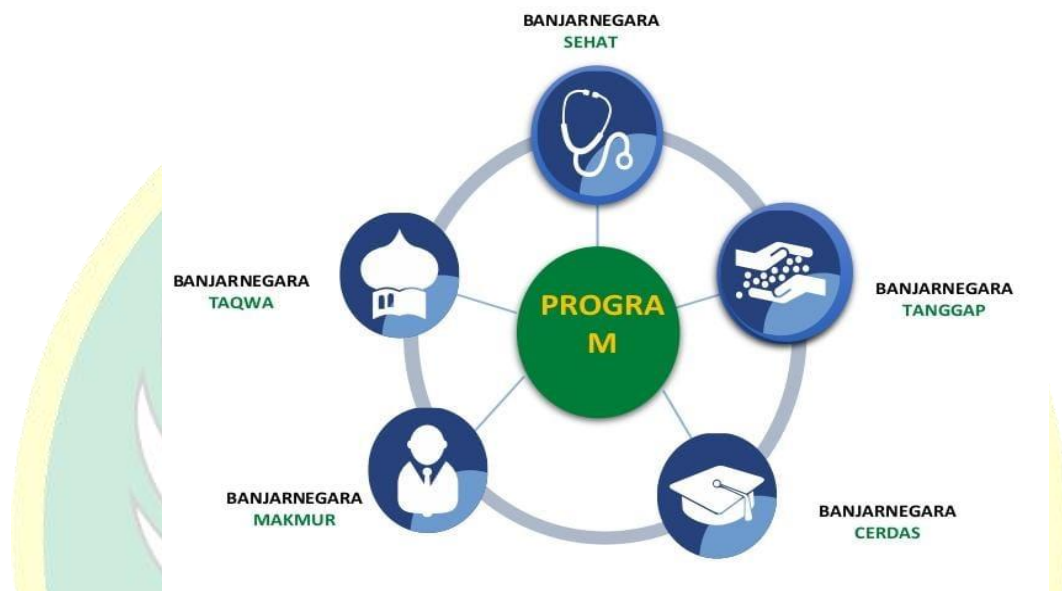 BANJARNEGARA
SEHAT
BANJARNEGARA
TAQWA
PROGRA
M
BANJARNEGARA
TANGGAP
BANJARNEGARA
MAKMUR
BANJARNEGARA
CERDAS